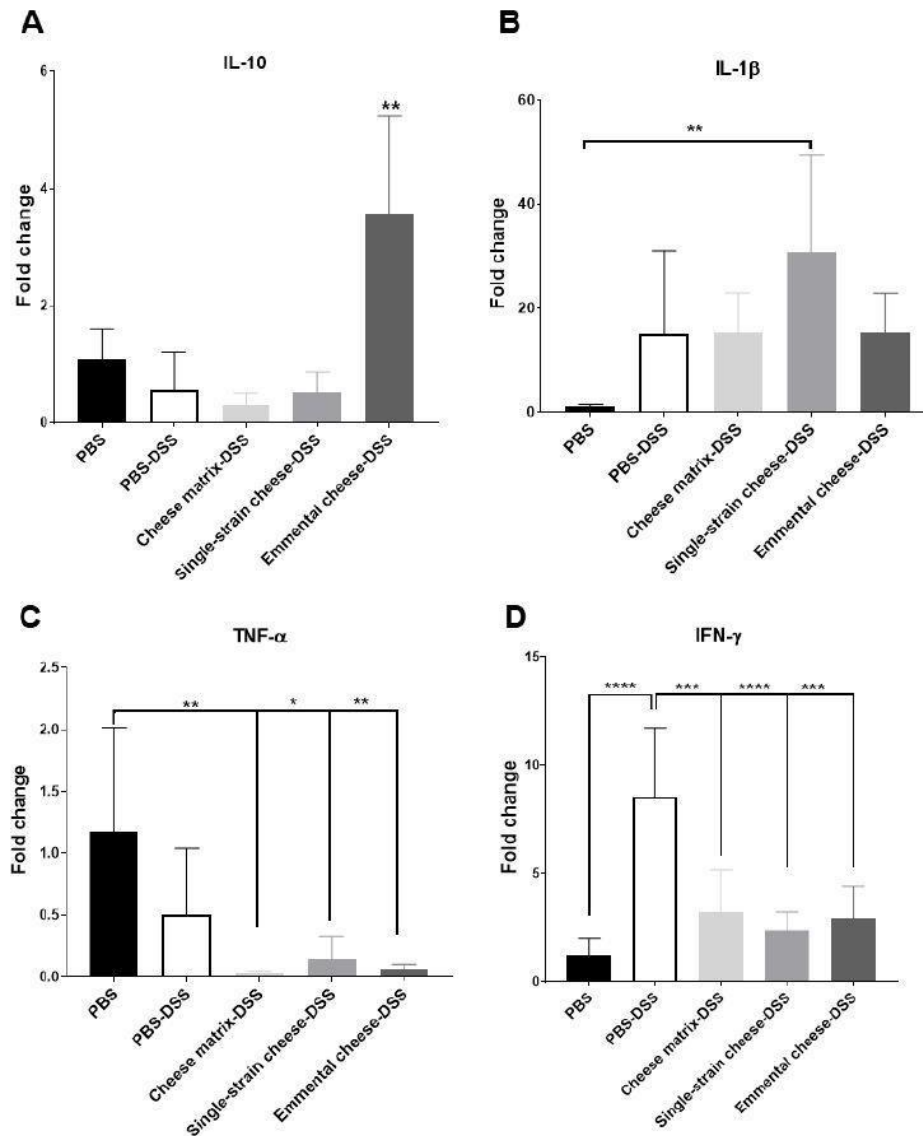 A
IL-10
Fold change
6
4
2
0
**
PBS
PBS-DSS
Cheese matrix-DSS
Single-strain cheese-DSS
Emmental cheese-DSS
B
IL-1β
Fold change
60
40
20
0
**
PBS
PBS-DSS
Cheese matrix-DSS
Single-strain cheese-DSS
Emmental cheese-DSS
C
TNF-α
Fold change
2.5
2.0
1.5
1.0
0.5
0.0
** * **
PBS
PBS-DSS
Cheese matrix-DSS
Single-strain cheese-DSS
Emmental cheese-DSS
D
IFN-γ
Fold change
15
10
5
0
**** *** **** ***
PBS
PBS-DSS
Cheese matrix-DSS
Single-strain cheese-DSS
Emmental cheese-DSS